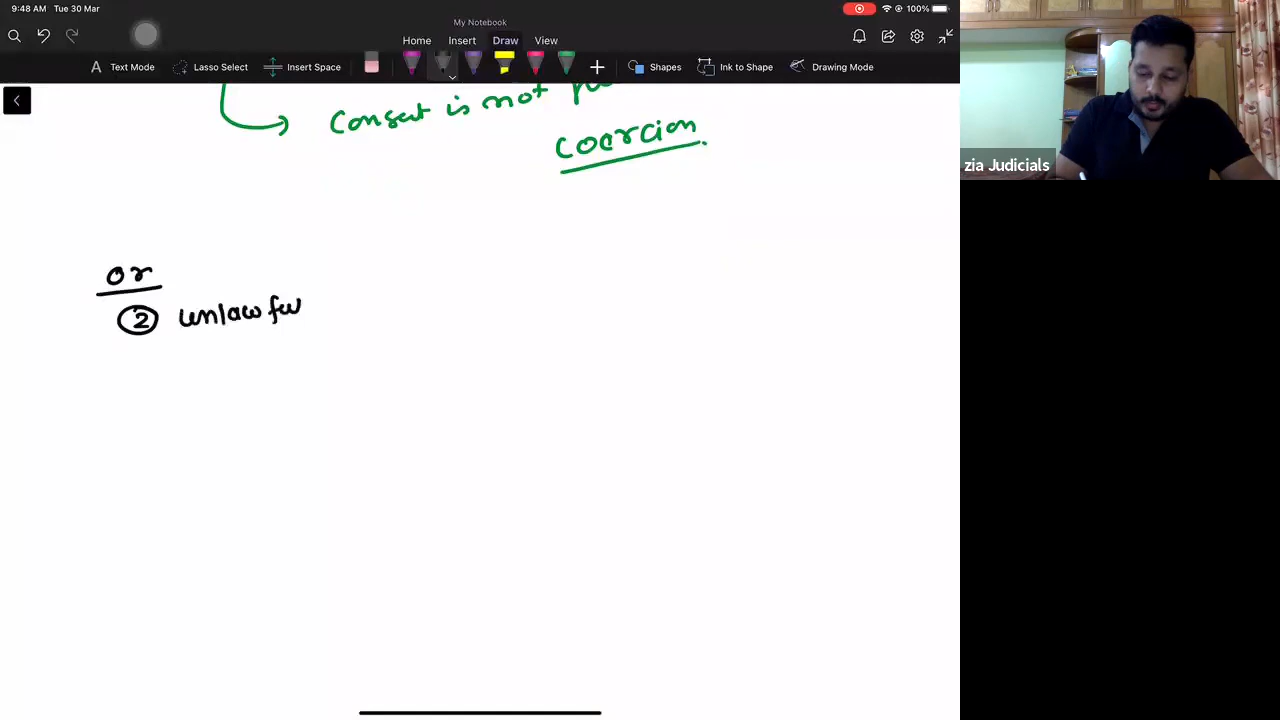 9:48 AM Tue 30 Mar
100%
My Notebook
Home Insert Draw View
Text Mode Lasso Select Insert Space Shapes Ink to Shape Drawing Mode
Consent is not
coercion.
or
2 unlawfu
zia Judicials